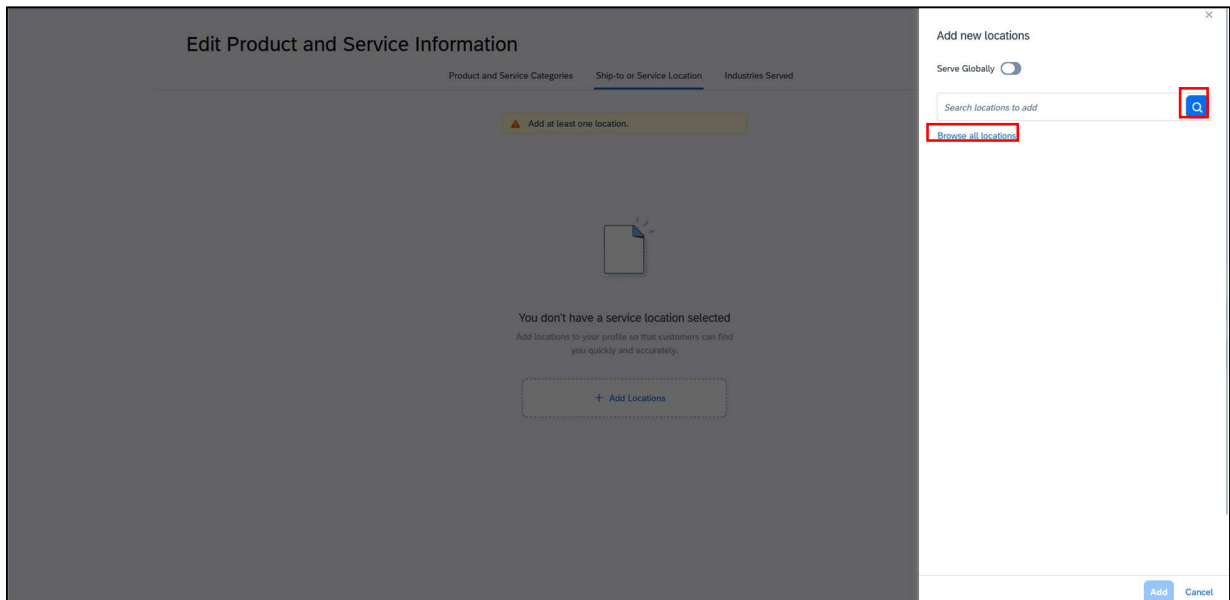 Edit Product and Service Information
Product and Service Categories Ship-to or Service Location Industries Served
Add at least one location.
You don't have a service location selected
Add locations to your profile so that customers can find
you quickly and accurately.
+ Add Locations
Add new locations
Serve Globally
Search locations to add
Browse all locations
Add Cancel